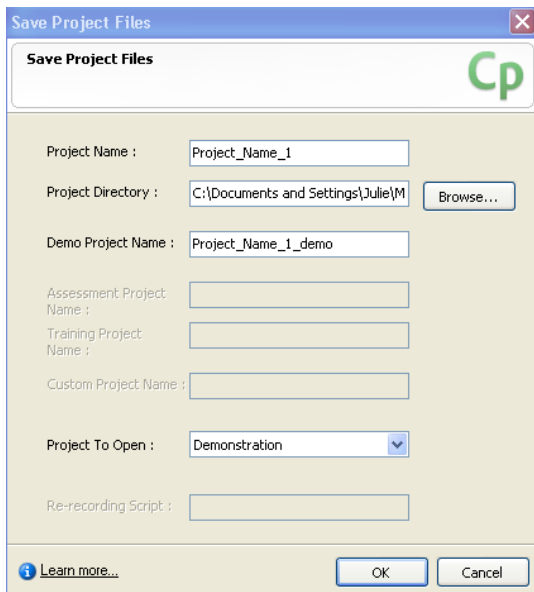 Save Project Files
Save Project Files
Cp
Project Name :
Project_Name_1
Project Directory :
C:\Documents and Settings\Julie\M
Browse...
Demo Project Name :
Project_Name_1_demo
Assessment Project
Name :
Training Project
Name :
Custom Project Name :
Project To Open :
Demonstration
Re-recording Script :
Learn more...
OK
Cancel